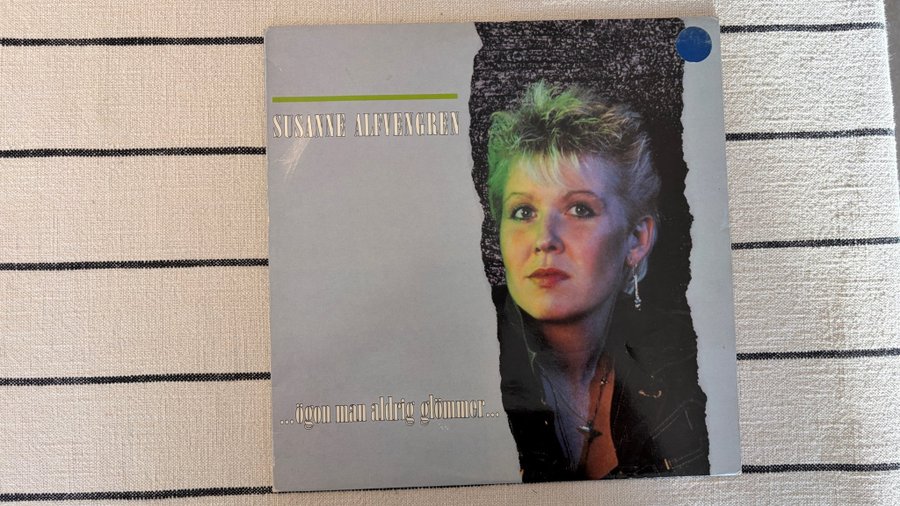 SUSANNE ALFVENGREN
...ögon man aldrig glömmer...